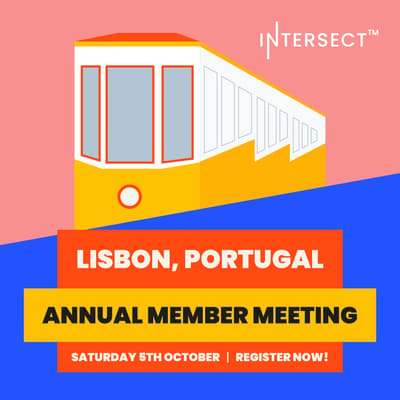 INTERSECT™
LISBON, PORTUGAL
ANNUAL MEMBER MEETING
SATURDAY 5TH OCTOBER | REGISTER NOW!